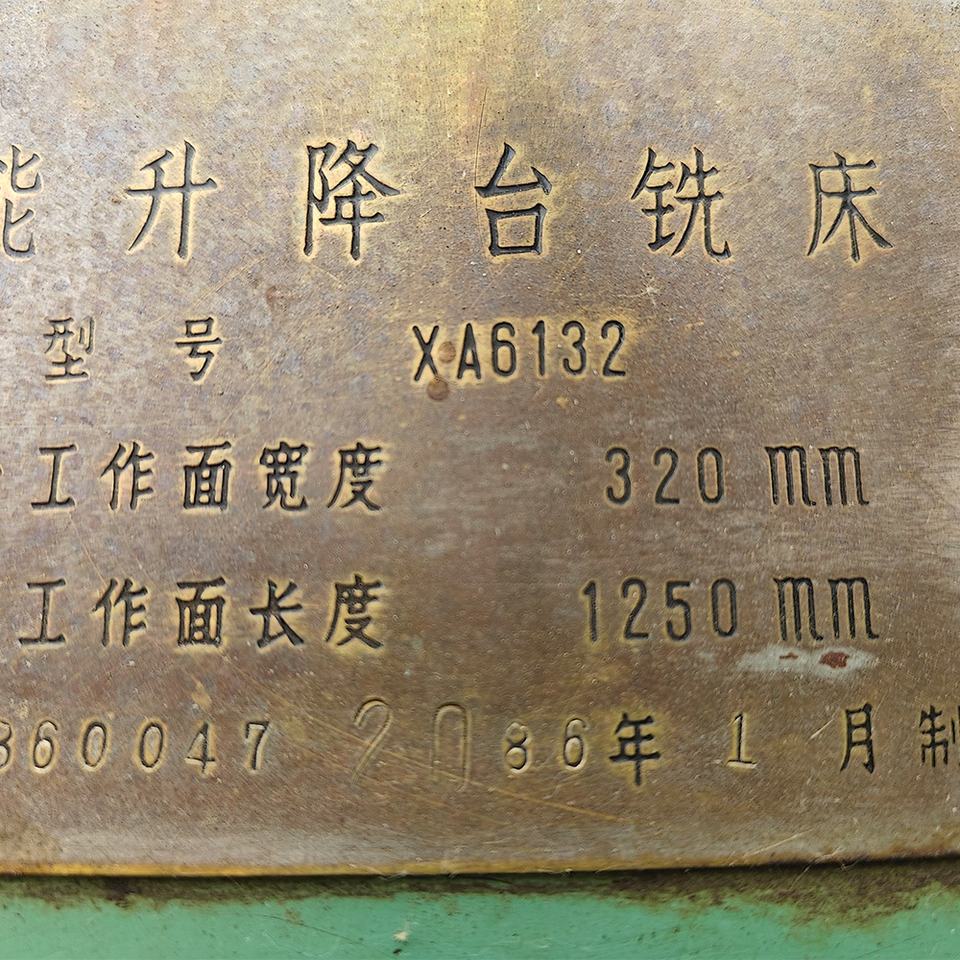 能升降台铣床
型号 XA6132
工作面宽度 320 mm
工作面长度 1250 mm
860047 2086年 1 月 制